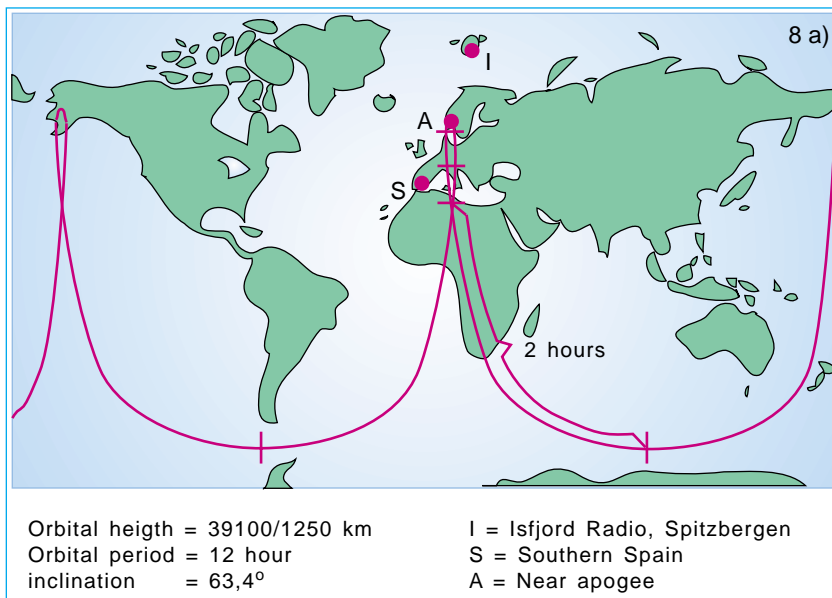 8 a)
I
A
S
2 hours
Orbital heigth = 39100/1250 km
Orbital period = 12 hour
inclination = 63,4o
I = Isfjord Radio, Spitzbergen
S = Southern Spain
A = Near apogee